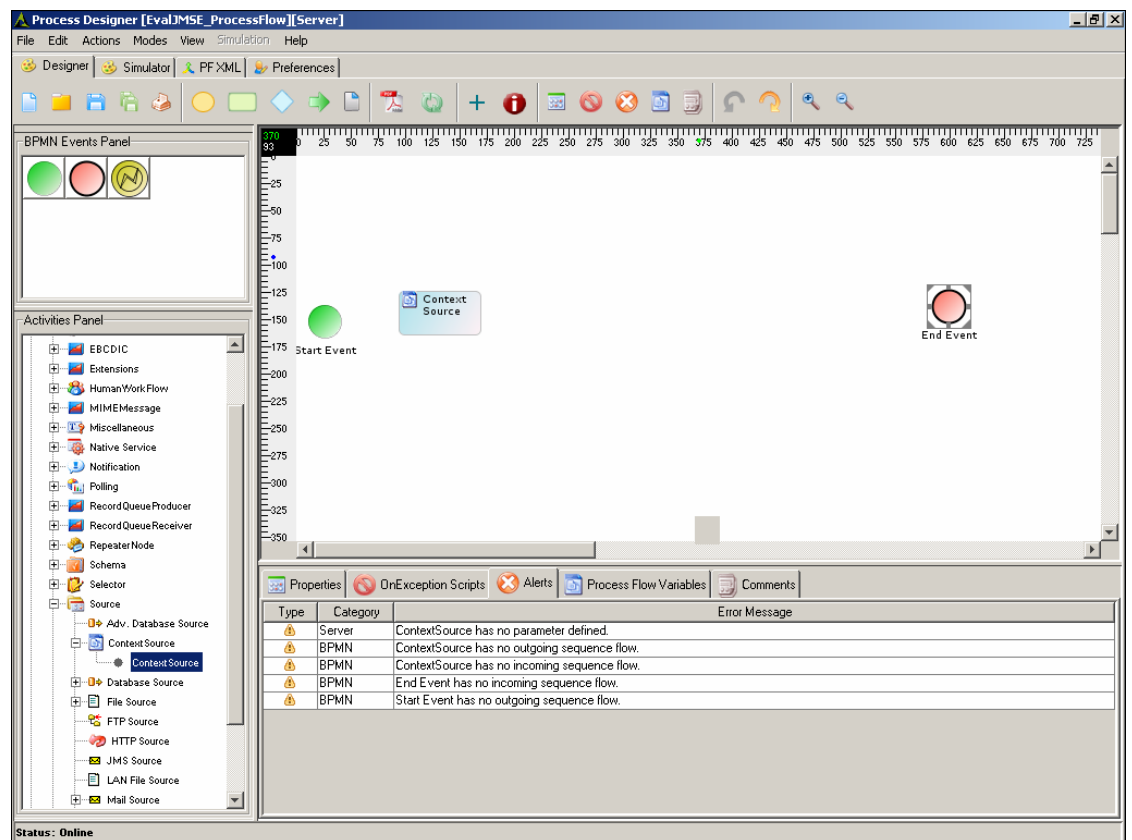 Process Designer [EvalJMSE_ProcessFlow][Server]
File Edit Actions Modes View Simulation Help
Designer Simulator PF XML Preferences
BPMN Events Panel
370
93
0 25 50 75 100 125 150 175 200 225 250 275 300 325 350 375 400 425 450 475 500 525 550 575 600 625 650 675 700 725
0
25
50
75
100
125
150
175
200
225
250
275
300
325
350
Context
Source
Start Event
End Event
Activities Panel
EBCDIC
Extensions
HumanWorkFlow
MIMEMessage
Miscellaneous
Native Service
Notification
Polling
RecordQueueProducer
RecordQueueReceiver
RepeaterNode
Schema
Selector
Source
Adv. Database Source
ContextSource
ContextSource
Database Source
File Source
FTP Source
HTTP Source
JMS Source
LAN File Source
Mail Source
Properties OnException Scripts Alerts Process Flow Variables Comments
Type Category Error Message
Server ContextSource has no parameter defined.
BPMN ContextSource has no outgoing sequence flow.
BPMN ContextSource has no incoming sequence flow.
BPMN End Event has no incoming sequence flow.
BPMN Start Event has no outgoing sequence flow.
Status: Online